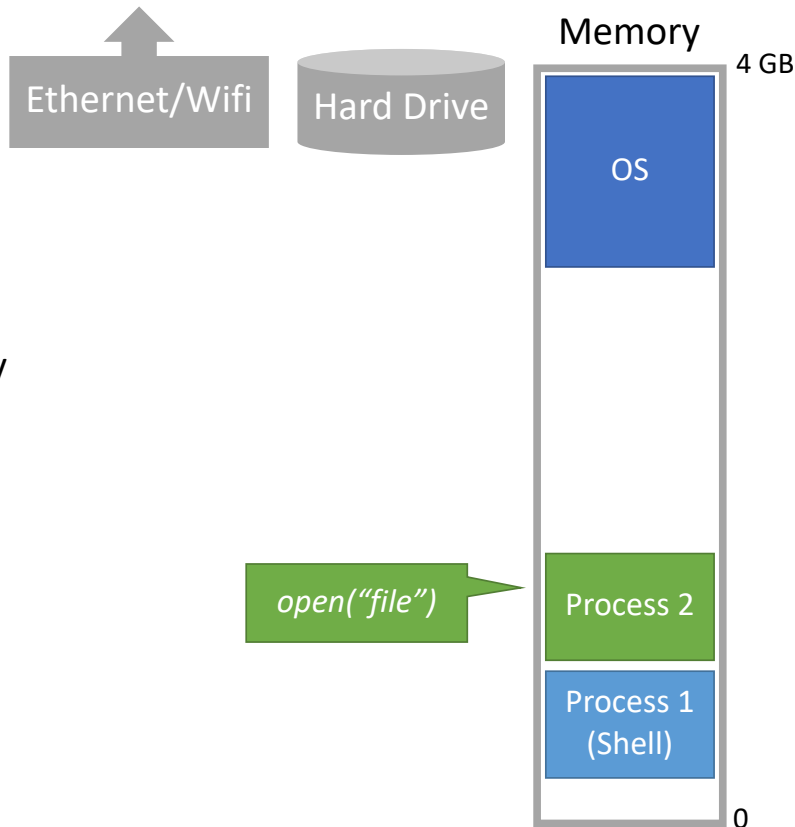 Memory
4 GB
Ethernet/Wifi
Hard Drive
OS
y
open(“file”)
Process 2
Process 1
(Shell)
0